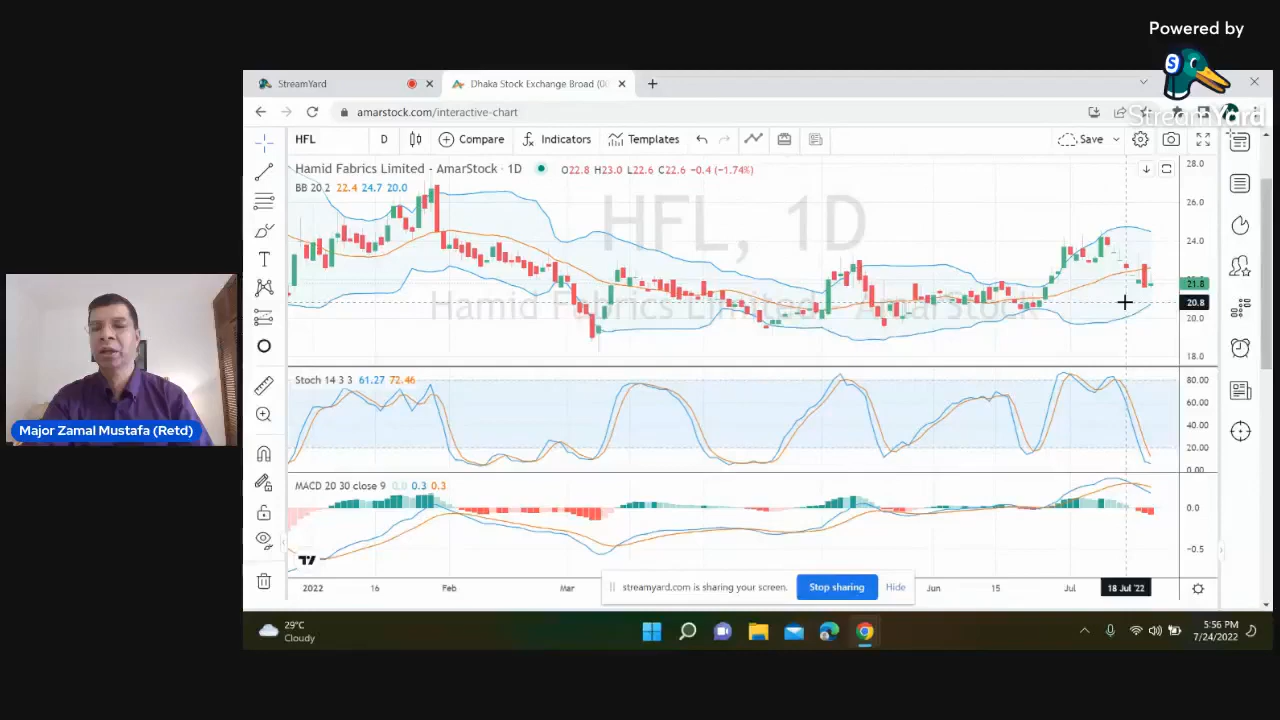 Powered by
StreamYard
StreamYard
Dhaka Stock Exchange Broad (00
amarstock.com/interactive-chart
HFL
D
Compare
Indicators
Templates
Save
Hamid Fabrics Limited - AmarStock · 1D
O22.8 H23.0 L22.6 C22.6 -0.4 (-1.74%)
BB 20 2 22.4 24.7 20.0
HFL, 1D
Hamid Fabrics Limited - AmarStock
28.0
26.0
24.0
21.8
20.8
20.0
18.0
Stoch 14 3 3 61.27 72.46
80.00
60.00
40.00
20.00
0.00
MACD 20 30 close 9 0.0 0.3 0.3
0.0
-0.5
2022
16
Feb
Mar
Jun
15
Jul
18 Jul '22
streamyard.com is sharing your screen.
Stop sharing
Hide
Major Zamal Mustafa (Retd)
29°C
Cloudy
5:56 PM
7/24/2022